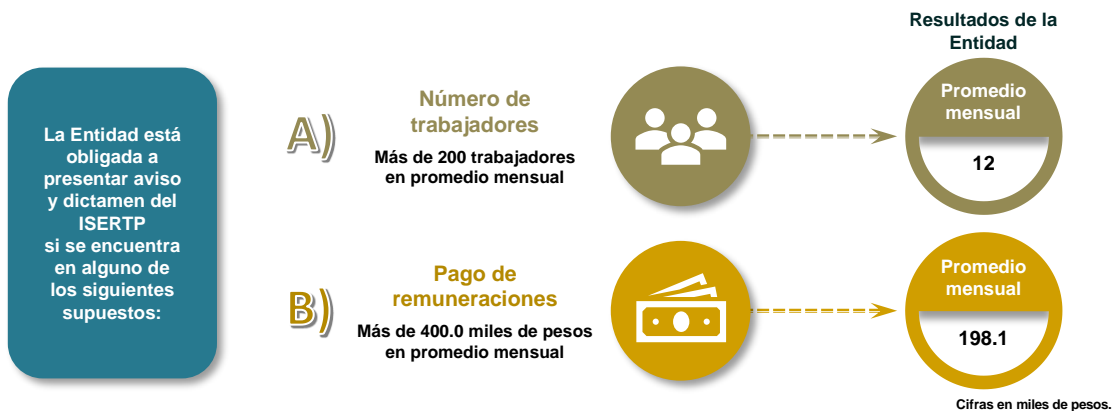 La Entidad está
obligada a
presentar aviso
y dictamen del
ISERTP
si se encuentra
en alguno de
los siguientes
supuestos:
A)
Número de
trabajadores
Más de 200 trabajadores
en promedio mensual
Resultados de la
Entidad
Promedio
mensual
12
B)
Pago de
remuneraciones
Más de 400.0 miles de pesos
en promedio mensual
Promedio
mensual
198.1
Cifras en miles de pesos.